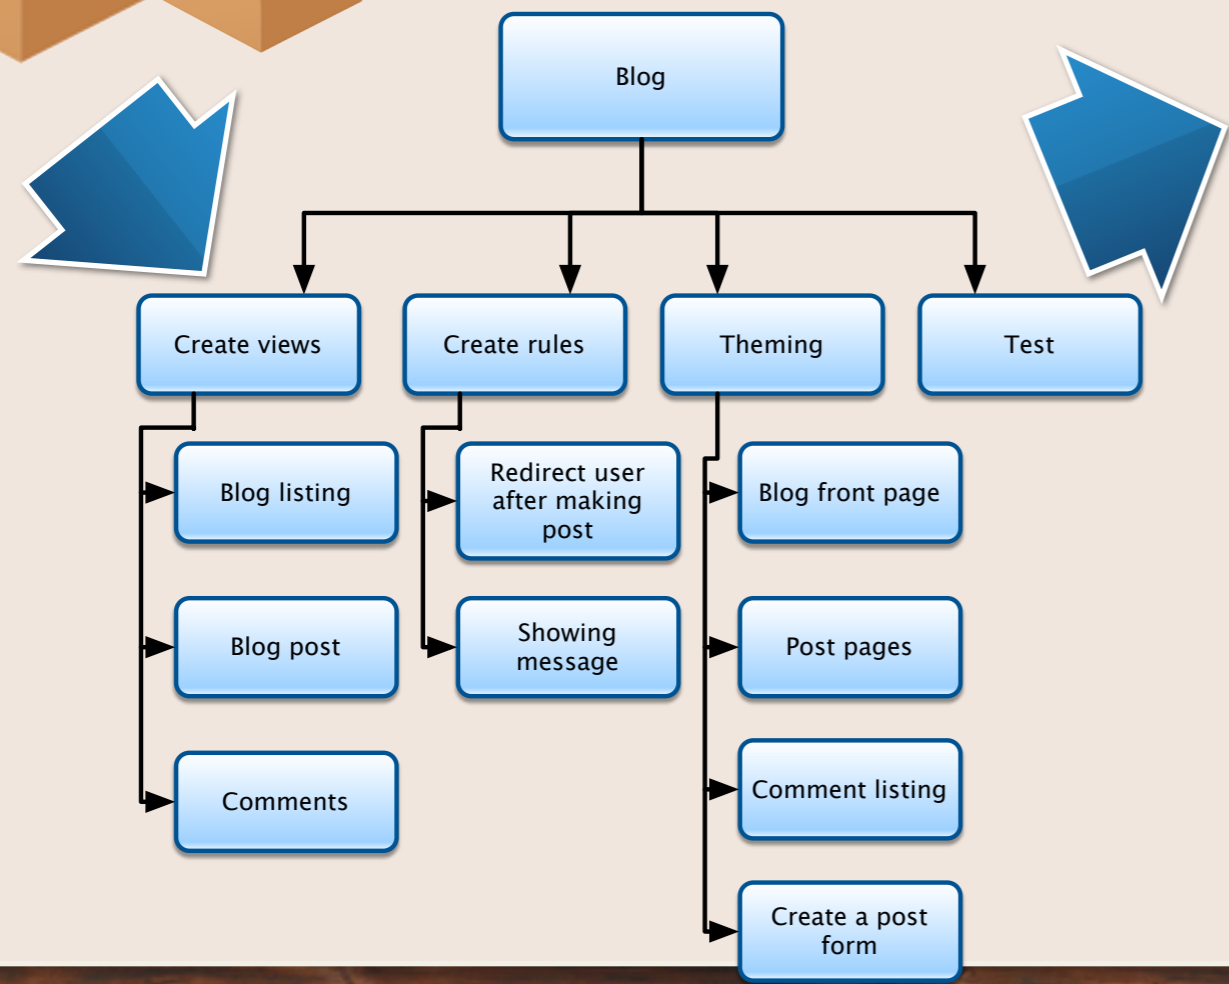 Blog
Create views
Create rules
Theming
Test
Blog listing
Redirect user
after making
post
Blog front page
Blog post
Showing
message
Post pages
Comments
Comment listing
Create a post
form